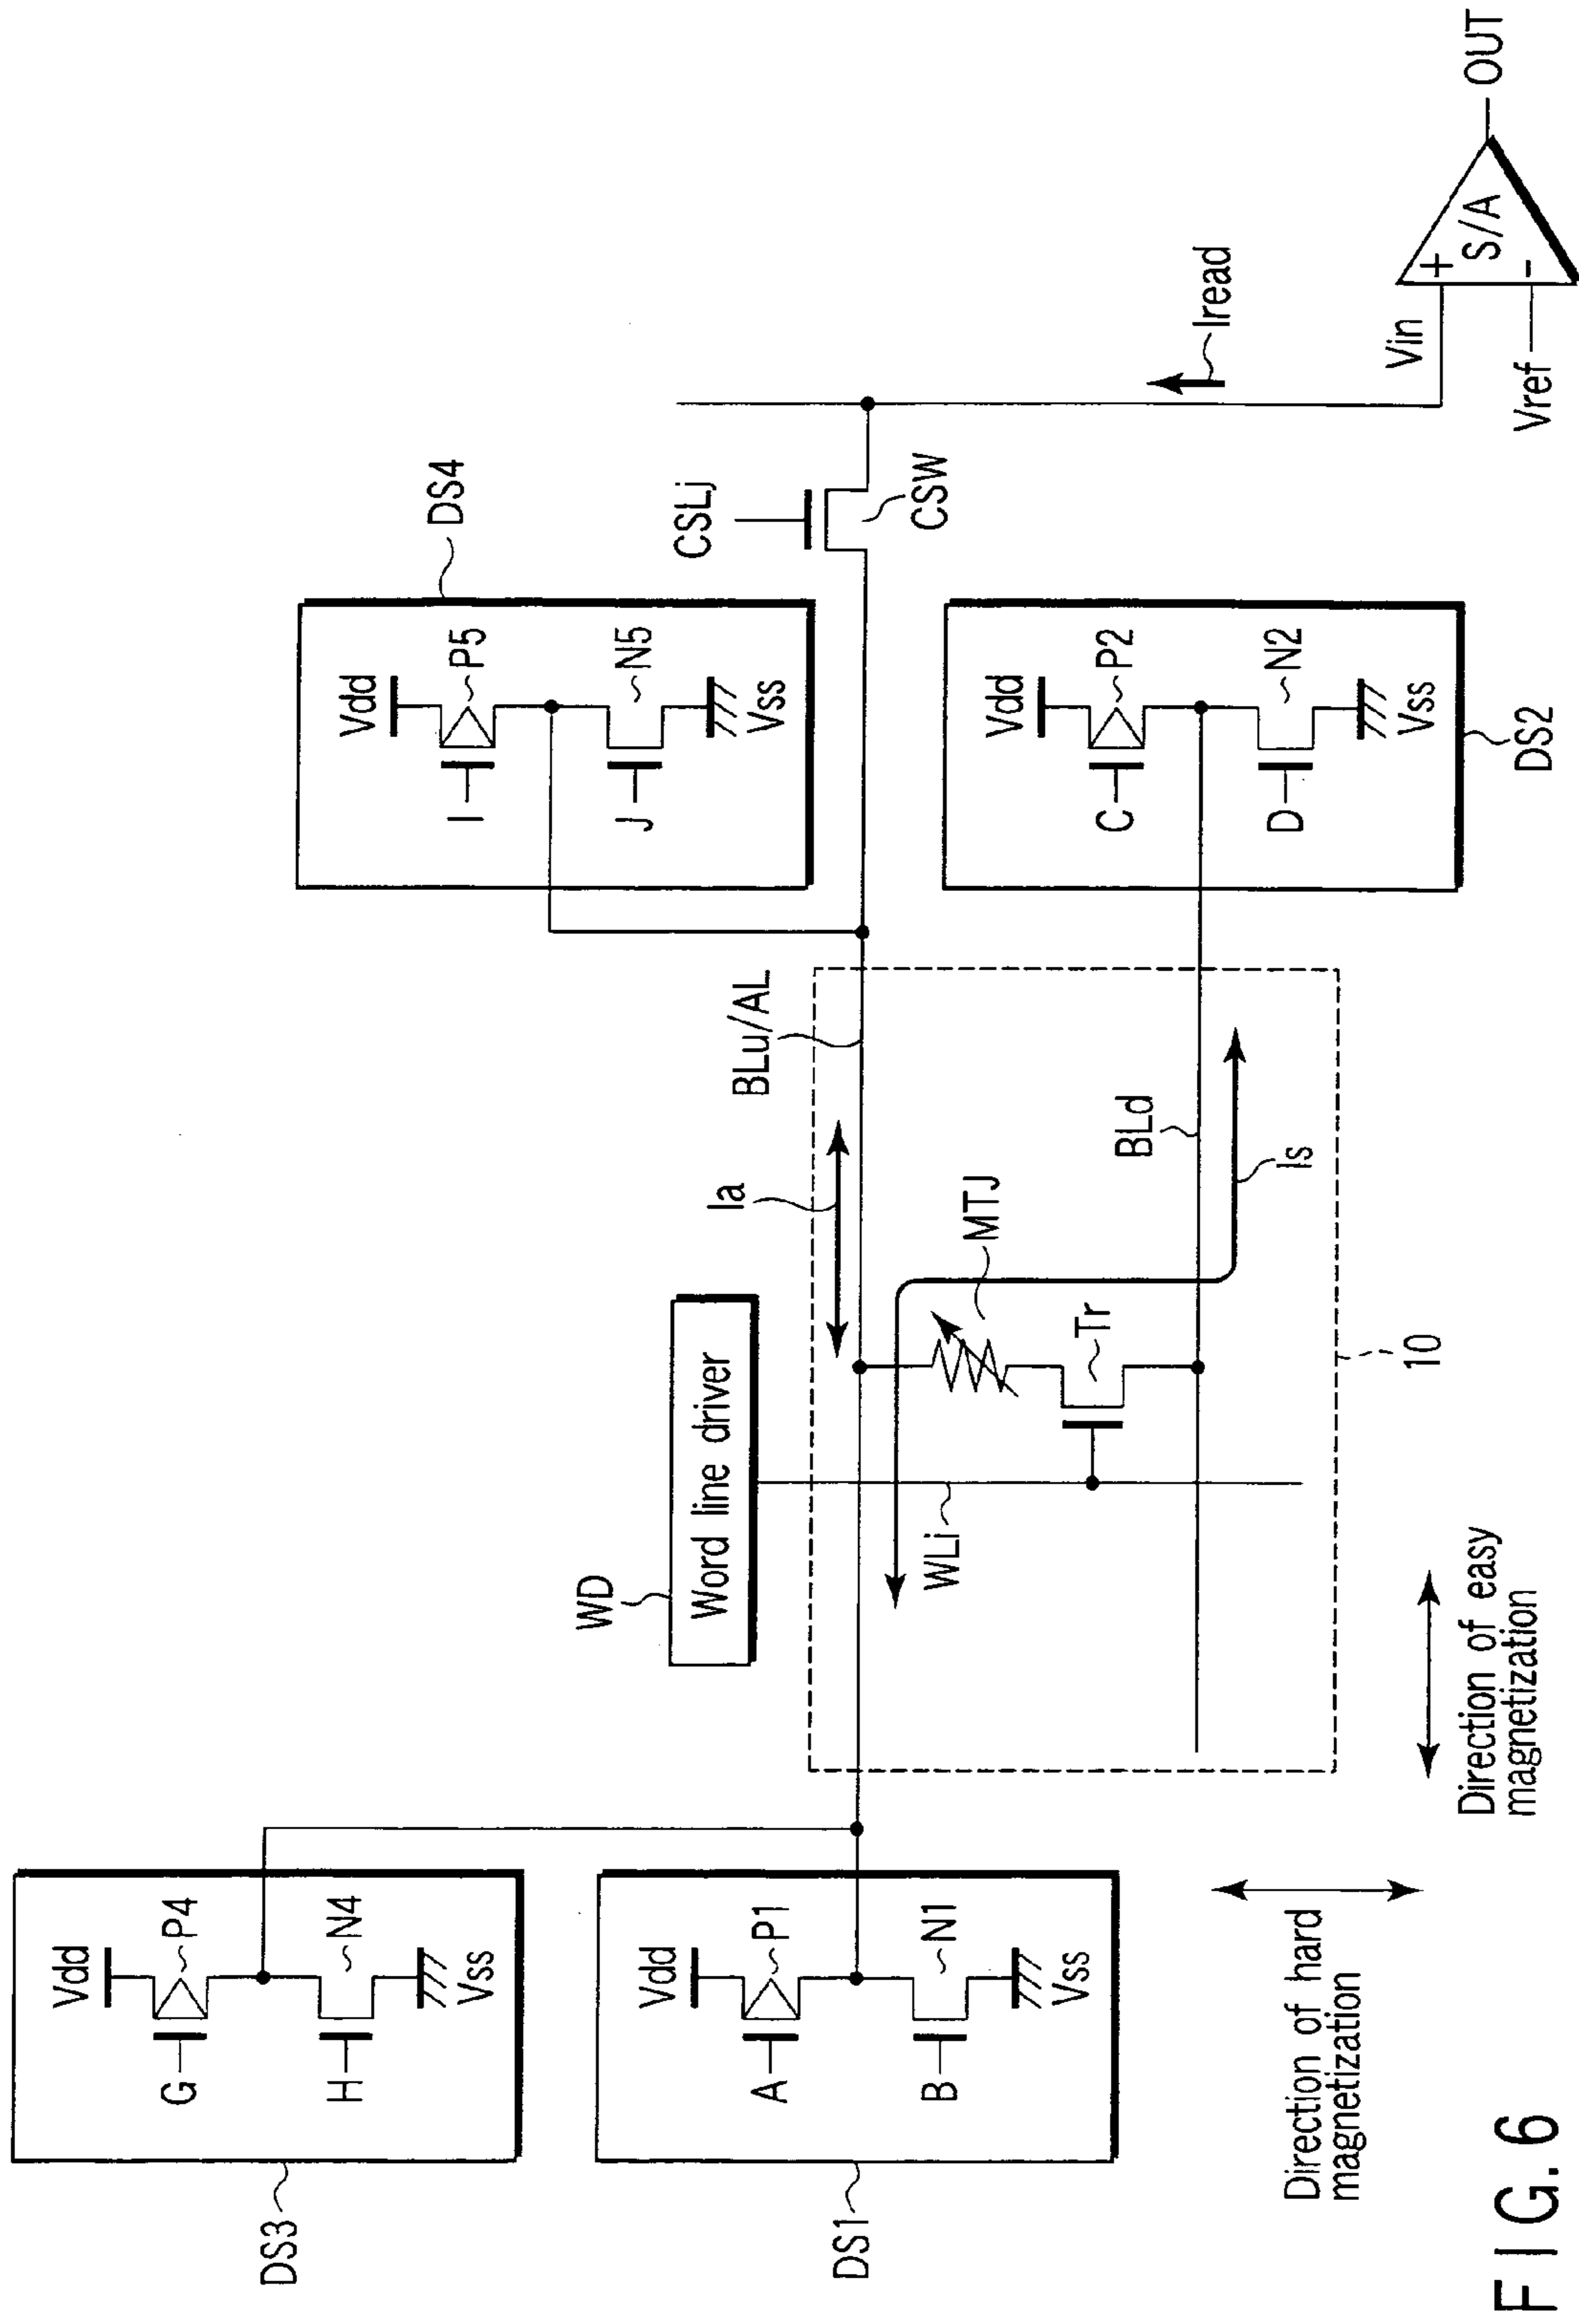 DS3
Vdd
G
P4
H
N4
Vss
DS1
Vdd
A
P1
B
N1
Vss
WD
Word line driver
Ia
BLu/AL
DS4
Vdd
I
P5
J
N5
Vss
CSLj
CSW
Iread
WLi
MTJ
Tr
BLd
Is
10
DS2
Vdd
C
P2
D
N2
Vss
Vin
Vref
+
-
S/A
OUT
Direction of hard
magnetization
Direction of easy
magnetization
FIG. 6